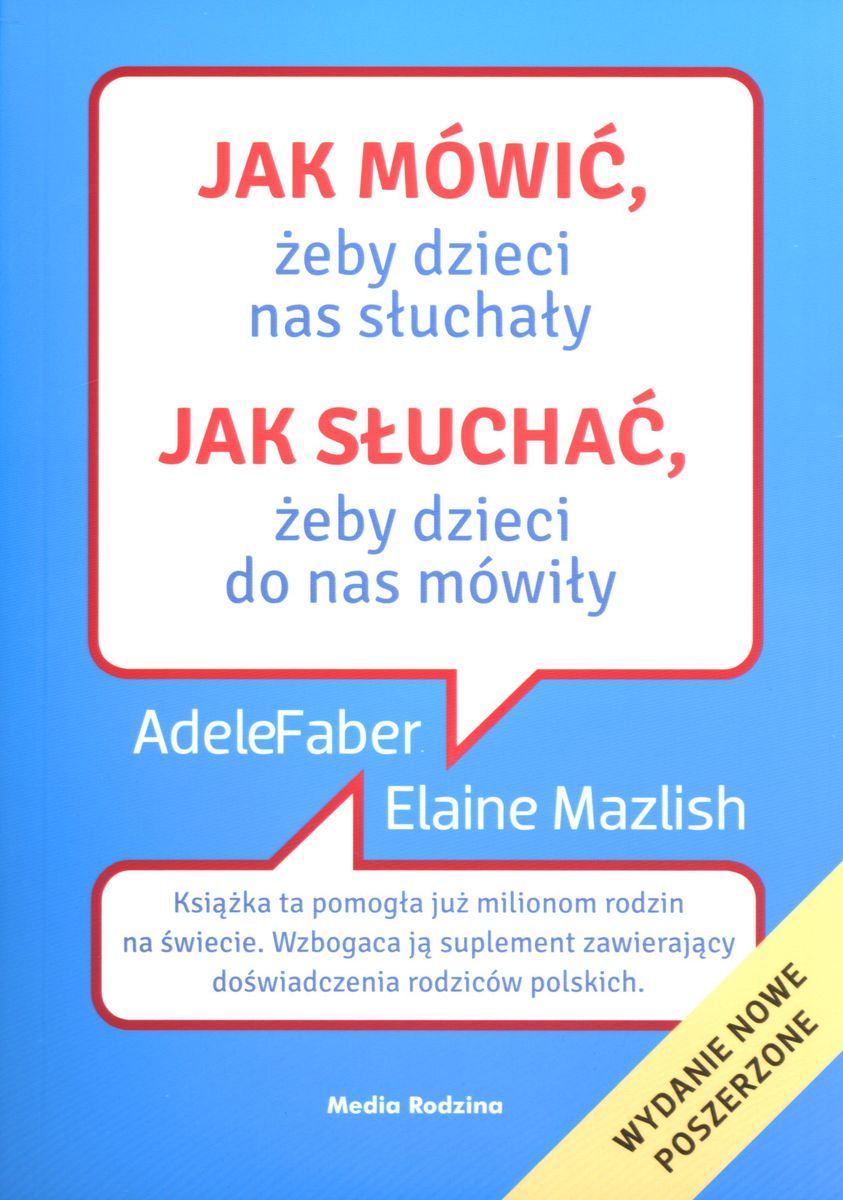 JAK MÓWIĆ,
żeby dzieci
nas słuchały
JAK SŁUCHAĆ,
żeby dzieci
do nas mówiły
AdeleFaber
Elaine Mazlish
Książka ta pomogła już milionom rodzin
na świecie. Wzbogaca ją suplement zawierający
doświadczenia rodziców polskich.
WYDANIE NOWE
POSZERZONE
Media Rodzina